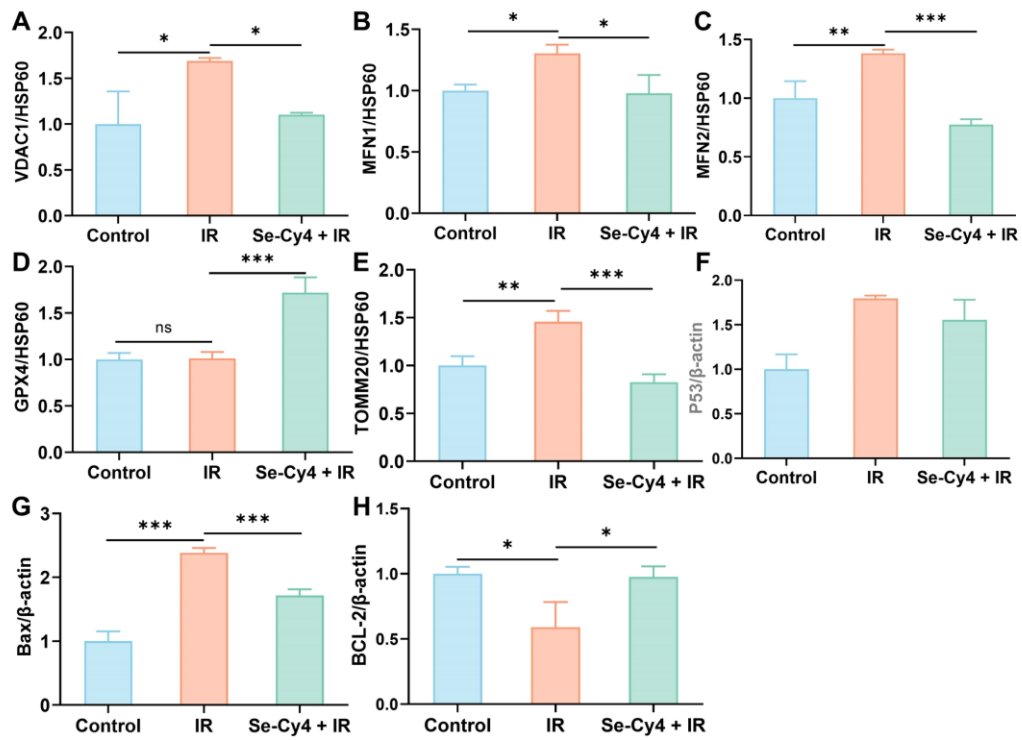 A
VDAC1/HSP60
2.0
1.5
1.0
0.5
0.0
*
*
Control
IR
Se-Cy4 + IR
B
MFN1/HSP60
1.5
1.0
0.5
0.0
*
*
Control
IR
Se-Cy4 + IR
C
MFN2/HSP60
1.5
1.0
1.5
0.0
**
***
Control
IR
Se-Cy4 + IR
D
GPX4/HSP60
2.0
1.5
1.0
0.5
0.0
ns
***
Control
IR
Se-Cy4 + IR
E
TOMM20/HSP60
2.0
1.5
1.0
0.5
0.0
**
***
Control
IR
Se-Cy4 + IR
F
P53/β-actin
2.0
1.5
1.0
1.5
2.0
Control
IR
Se-Cy4 + IR
G
Bax/β-actin
3
2
1
0
***
***
Control
IR
Se-Cy4 + IR
H
BCL-2/β-actin
1.5
1.0
0.5
0.0
*
*
Control
IR
Se-Cy4 + IR